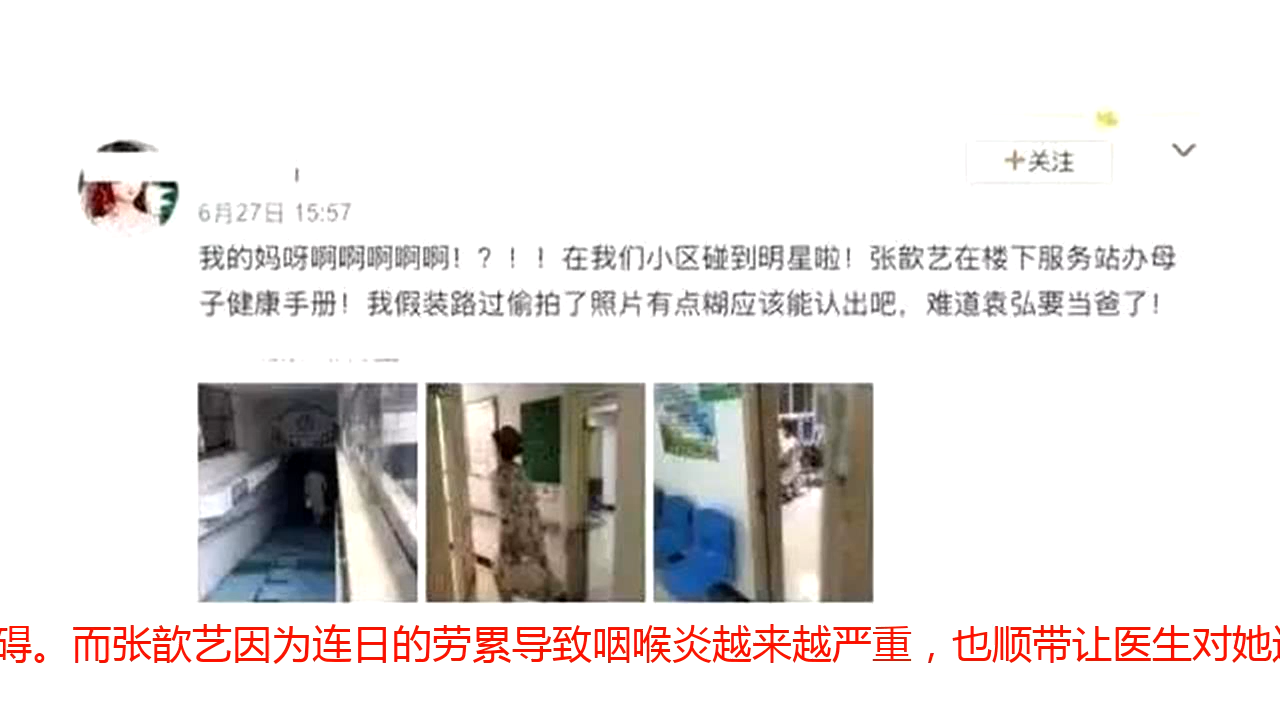 +关注
6月27日 15:57
我的妈呀啊啊啊啊啊！？！！在我们小区碰到明星啦！张歆艺在楼下服务站办母
子健康手册！我假装路过偷拍了照片有点糊应该能认出吧，难道袁弘要当爸了！
碍。而张歆艺因为连日的劳累导致咽喉炎越来越严重，也顺带让医生对她